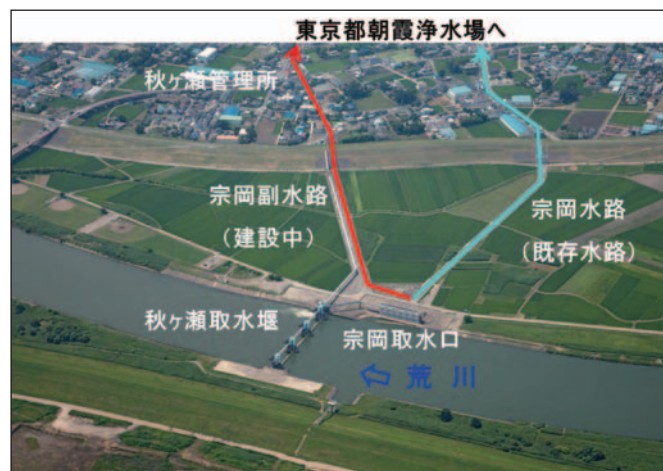 東京都朝霞浄水場へ
秋ヶ瀬管理所
宗岡副水路
（建設中）
宗岡水路
（既存水路）
秋ヶ瀬取水堰
宗岡取水口
荒川